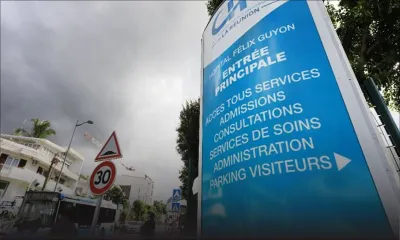 CHU
LA RÉUNION
HÔPITAL FÉLIX GUYON
ENTRÉE
PRINCIPALE
ACCÈS TOUS SERVICES
ADMISSIONS
CONSULTATIONS
SERVICES DE SOINS
ADMINISTRATION
PARKING VISITEURS
30